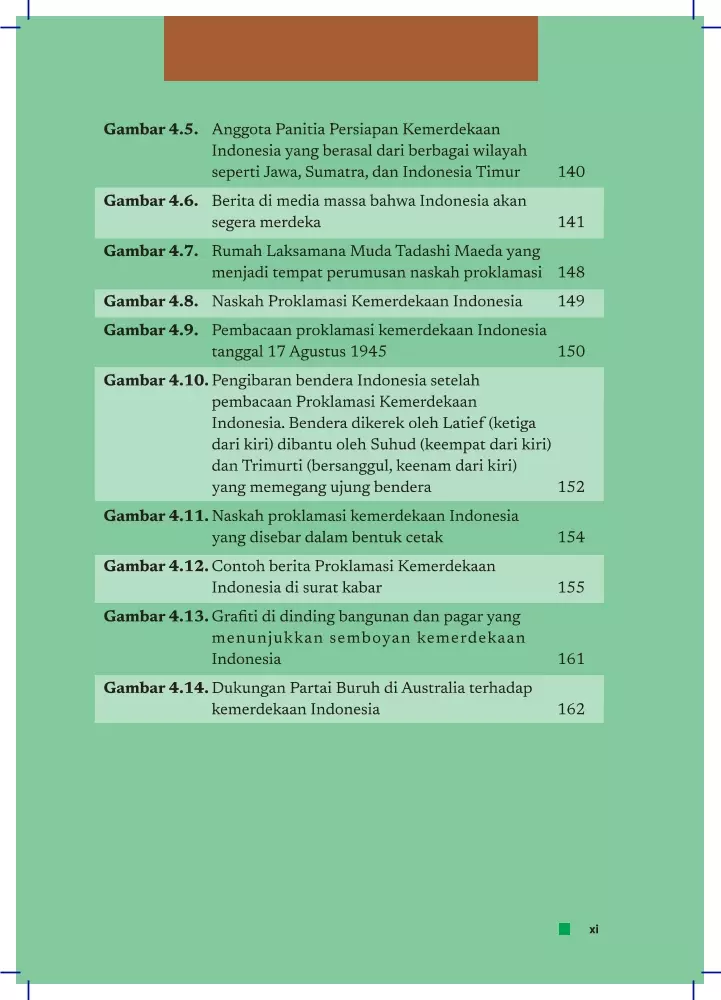 Gambar 4.5. Anggota Panitia Persiapan Kemerdekaan
Indonesia yang berasal dari berbagai wilayah
seperti Jawa, Sumatra, dan Indonesia Timur 140
Gambar 4.6. Berita di media massa bahwa Indonesia akan
segera merdeka 141
Gambar 4.7. Rumah Laksamana Muda Tadashi Maeda yang
menjadi tempat perumusan naskah proklamasi 148
Gambar 4.8. Naskah Proklamasi Kemerdekaan Indonesia 149
Gambar 4.9. Pembacaan proklamasi kemerdekaan Indonesia
tanggal 17 Agustus 1945 150
Gambar 4.10. Pengibaran bendera Indonesia setelah
pembacaan Proklamasi Kemerdekaan
Indonesia. Bendera dikerek oleh Latief (ketiga
dari kiri) dibantu oleh Suhud (keempat dari kiri)
dan Trimurti (bersanggul, keenam dari kiri)
yang memegang ujung bendera 152
Gambar 4.11. Naskah proklamasi kemerdekaan Indonesia
yang disebar dalam bentuk cetak 154
Gambar 4.12. Contoh berita Proklamasi Kemerdekaan
Indonesia di surat kabar 155
Gambar 4.13. Grafiti di dinding bangunan dan pagar yang
menunjukkan semboyan kemerdekaan
Indonesia 161
Gambar 4.14. Dukungan Partai Buruh di Australia terhadap
kemerdekaan Indonesia 162
xi